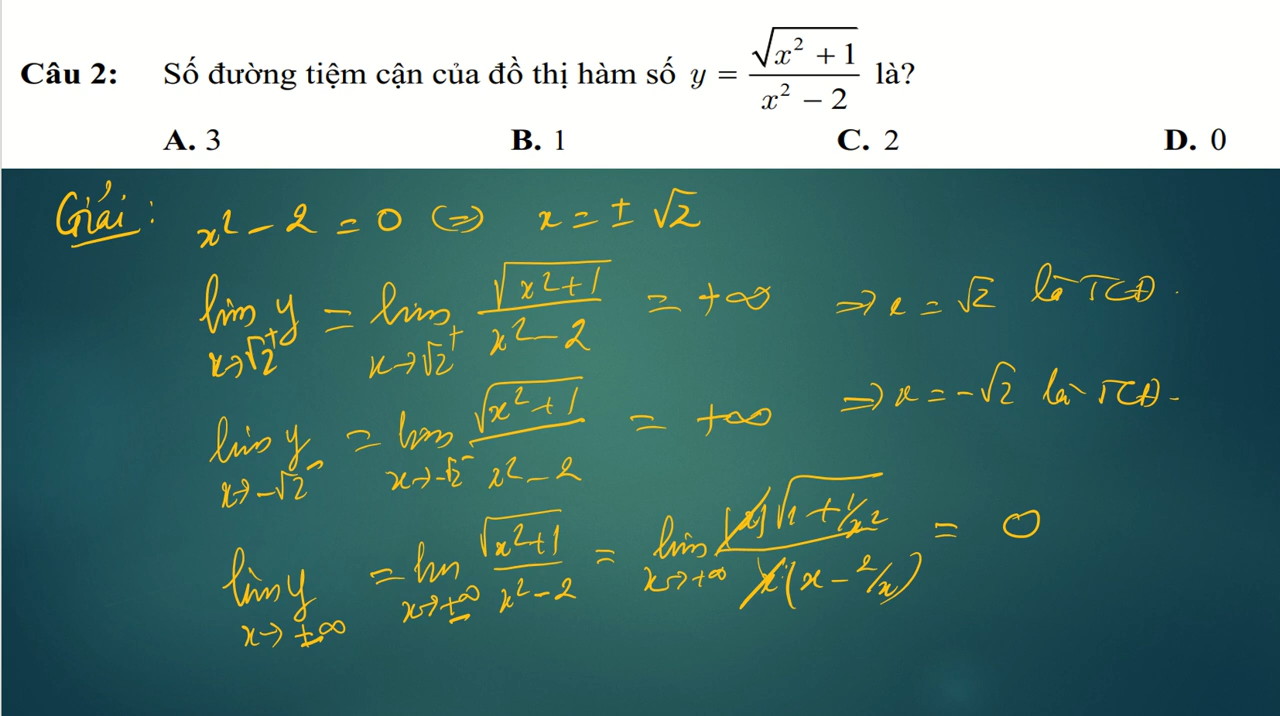 Câu 2: Số đường tiệm cận của đồ thị hàm số y = √(x² + 1) / (x² − 2) là?
A. 3 B. 1 C. 2 D. 0
Giải: x² − 2 = 0 (=) x = ± √2
lim y x→√2⁺ = lim x→√2⁺ √(x²+1) / (x²−2) = +∞ => x = √2 là TCĐ.
lim y x→−√2⁻ = lim x→−√2⁻ √(x²+1) / (x²−2) = +∞ => x = −√2 là TCĐ.
lim y x→±∞ = lim x→±∞ √(x²+1) / (x²−2) = lim x→+∞ |x|√(1+1/x²) / x(x−2/x) = 0